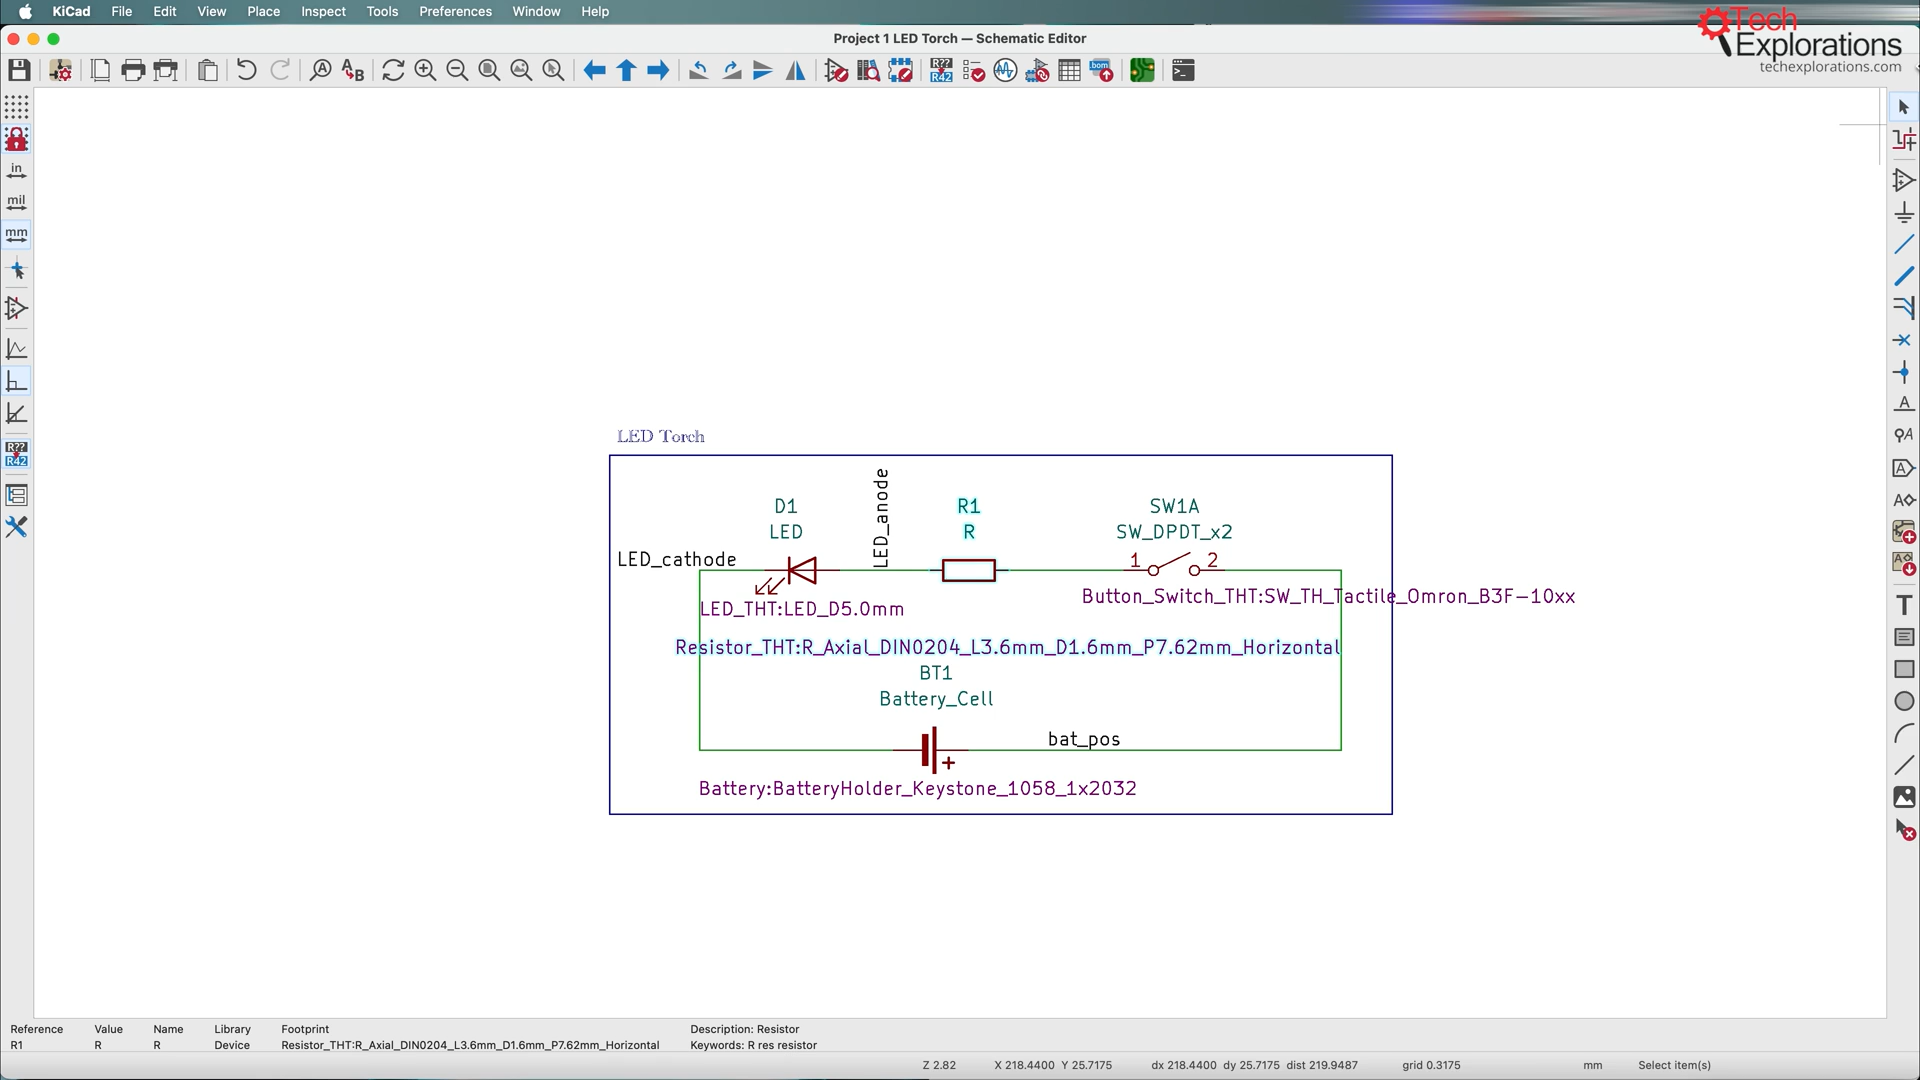 KiCad File Edit View Place Inspect Tools Preferences Window Help
Project 1 LED Torch — Schematic Editor
Tech
Explorations
techexplorations.com
in
mil
mm
R??
R42
R??
R42
bom
LED Torch
LED_anode
D1
LED
R1
R
SW1A
SW_DPDT_x2
LED_cathode
1
2
LED_THT:LED_D5.0mm
Button_Switch_THT:SW_TH_Tactile_Omron_B3F-10xx
Resistor_THT:R_Axial_DIN0204_L3.6mm_D1.6mm_P7.62mm_Horizontal
BT1
Battery_Cell
bat_pos
+
Battery:BatteryHolder_Keystone_1058_1x2032
Reference Value Name Library Footprint Description: Resistor
R1 R R Device Resistor_THT:R_Axial_DIN0204_L3.6mm_D1.6mm_P7.62mm_Horizontal Keywords: R res resistor
Z 2.82 X 218.4400 Y 25.7175 dx 218.4400 dy 25.7175 dist 219.9487 grid 0.3175 mm Select item(s)